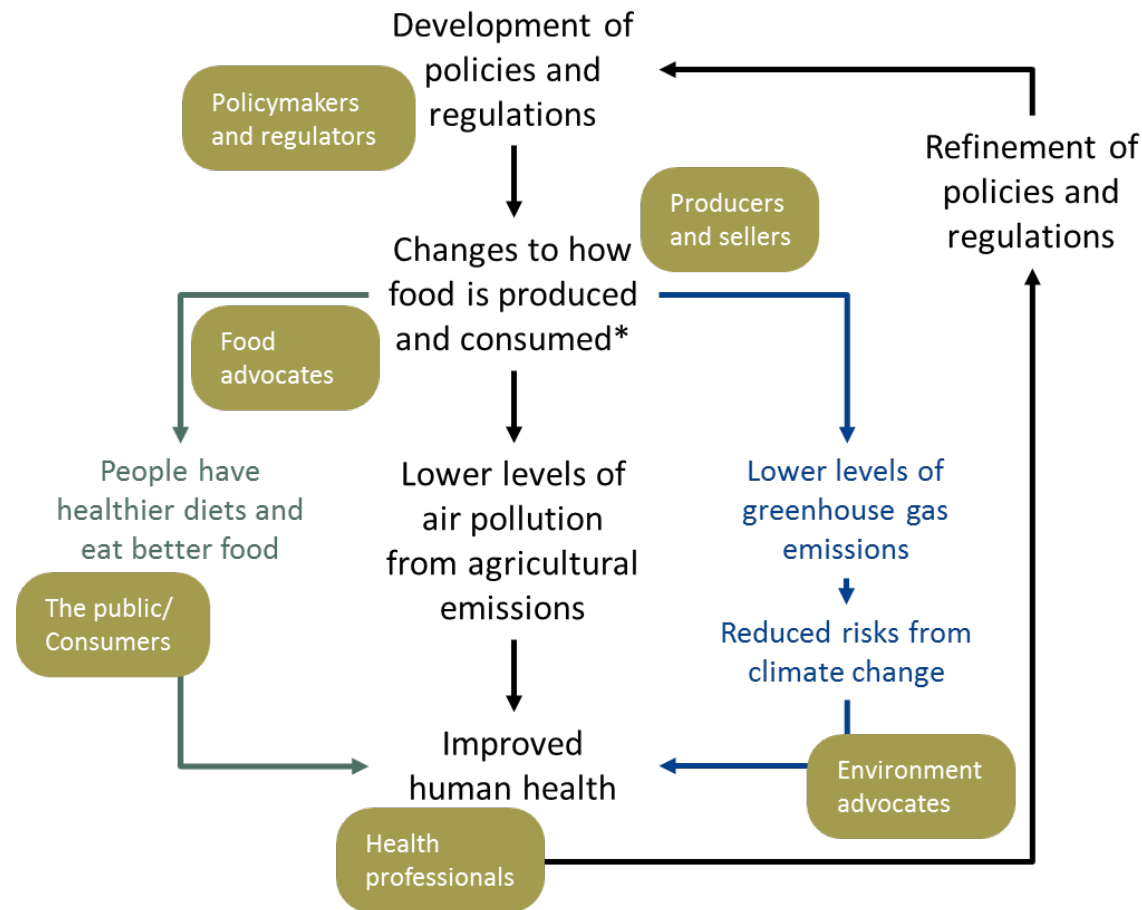 Development of
policies and
regulations
Policymakers
and regulators
Refinement of
policies and
regulations
Producers
and sellers
Changes to how
food is produced
and consumed*
Food
advocates
People have
healthier diets and
eat better food
Lower levels of
air pollution
from agricultural
emissions
Lower levels of
greenhouse gas
emissions
The public/
Consumers
Reduced risks from
climate change
Improved
human health
Environment
advocates
Health
professionals